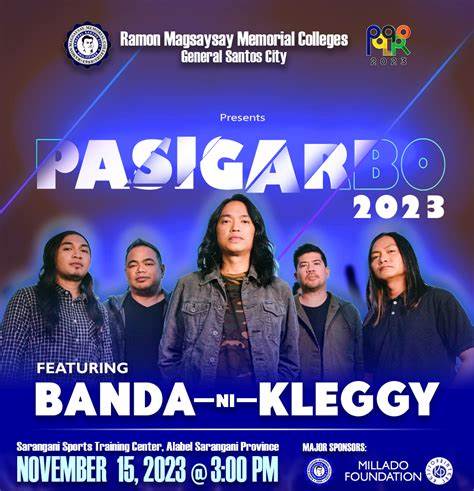 Ramon Magsaysay Memorial Colleges
General Santos City
2023
Presents
PASIGARBO
2023
FEATURING
BANDA-NI-KLEGGY
Sarangani Sports Training Center, Alabel Sarangani Province
NOVEMBER 15, 2023 @ 3:00 PM
MAJOR SPONSORS:
MILLADO
FOUNDATION